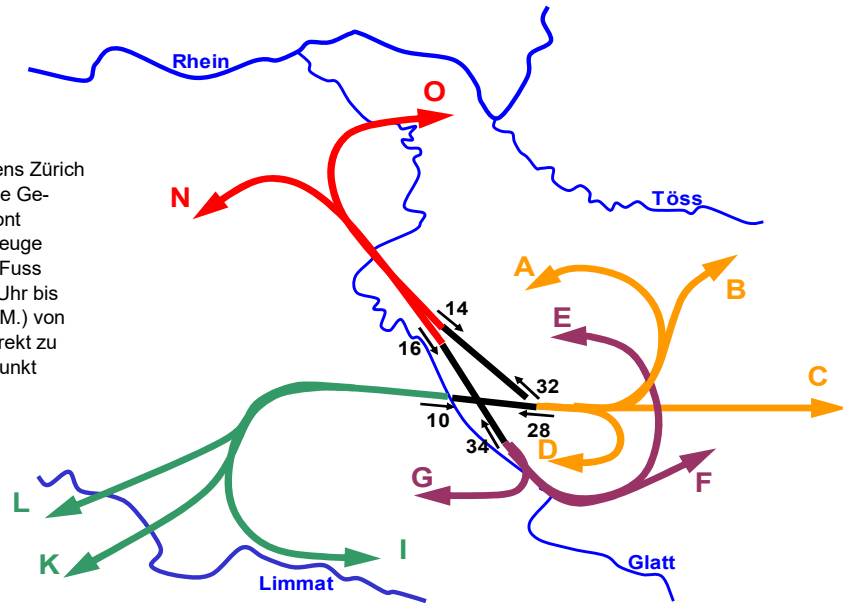 Rhein
O
ens Zürich
e Ge-
ont
euge
Fuss
Uhr bis
M.) von
rekt zu
unkt
N
Töss
A
B
E
14
16
32
C
10
28
34
D
G
F
L
K
I
Limmat
Glatt